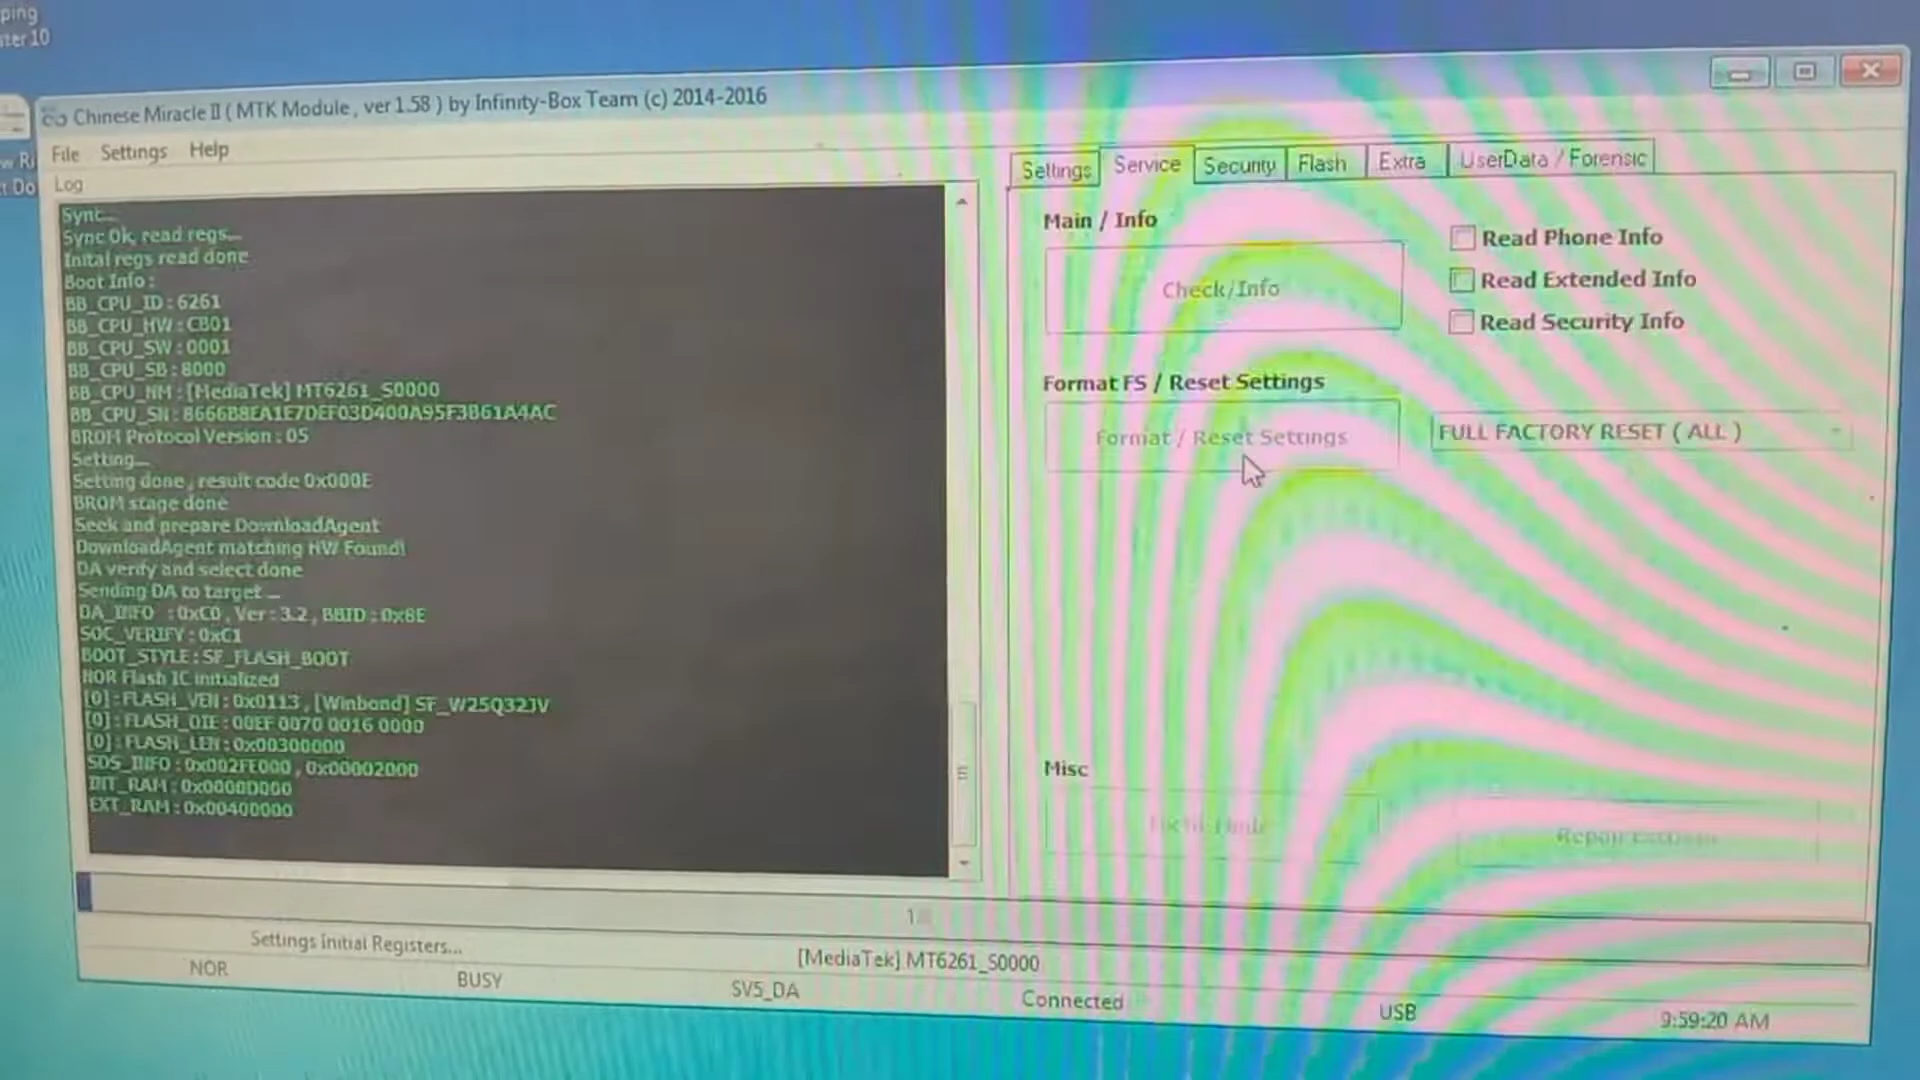 ping
ster 10
Chinese Miracle II ( MTK Module , ver 1.58 ) by Infinity-Box Team (c) 2014-2016
File Settings Help
Log
Sync...
Sync Ok, read regs...
Inital regs read done
Boot Info :
BB_CPU_ID : 6261
BB_CPU_HW : CB01
BB_CPU_SW : 0001
BB_CPU_SB : 8000
BB_CPU_NM : [MediaTek] MT6261_S0000
BB_CPU_SN : 8666B8EA1E7DEF03D400A95F3B61A4AC
BROM Protocol Version : 05
Setting...
Setting done , result code 0x000E
BROM stage done
Seek and prepare DownloadAgent
DownloadAgent matching HW Found!
DA verify and select done
Sending DA to target ...
DA_INFO : 0xC0 , Ver : 3.2 , BBID : 0x8E
SOC_VERIFY : 0xC1
BOOT_STYLE : SF_FLASH_BOOT
NOR Flash IC initialized
[0] : FLASH_VEN : 0x0113 , [Winbond] SF_W25Q32JV
[0] : FLASH_DIE : 00EF 0070 0016 0000
[0] : FLASH_LEN : 0x00300000
SDS_INFO : 0x002FE000 , 0x00002000
INT_RAM : 0x0000D000
EXT_RAM : 0x00400000
Settings Service Security Flash Extra UserData / Forensic
Main / Info
Check/Info
Read Phone Info
Read Extended Info
Read Security Info
Format FS / Reset Settings
Format / Reset Settings
FULL FACTORY RESET ( ALL )
Misc
Repair
Settings Initial Registers...
[MediaTek] MT6261_S0000
NOR BUSY SV5_DA Connected USB 9:59:20 AM